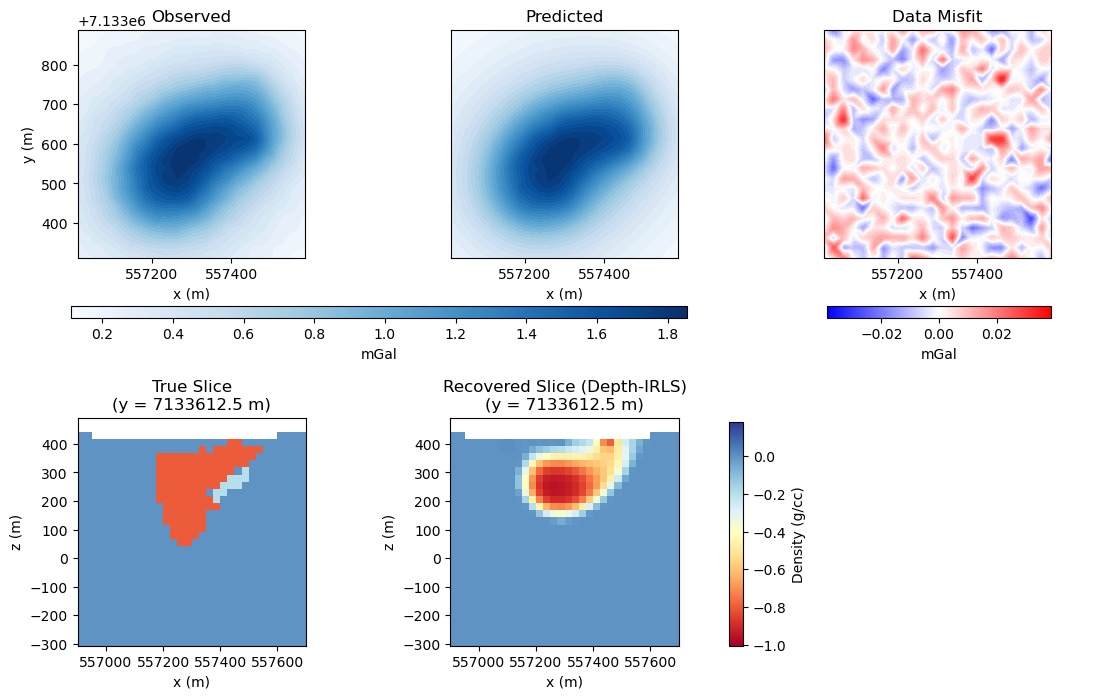 Observed
Predicted
Data Misfit
+7.133e6
800
700
600
500
400
y (m)
557200 557400
557200 557400
557200 557400
x (m)
x (m)
x (m)
0.2 0.4 0.6 0.8 1.0 1.2 1.4 1.6 1.8
−0.02 0.00 0.02
mGal
mGal
True Slice
(y = 7133612.5 m)
Recovered Slice (Depth-IRLS)
(y = 7133612.5 m)
400
300
200
100
0
−100
−200
−300
z (m)
557000 557200 557400 557600
x (m)
400
300
200
100
0
−100
−200
−300
z (m)
557000 557200 557400 557600
x (m)
0.0
−0.2
−0.4
−0.6
−0.8
−1.0
Density (g/cc)